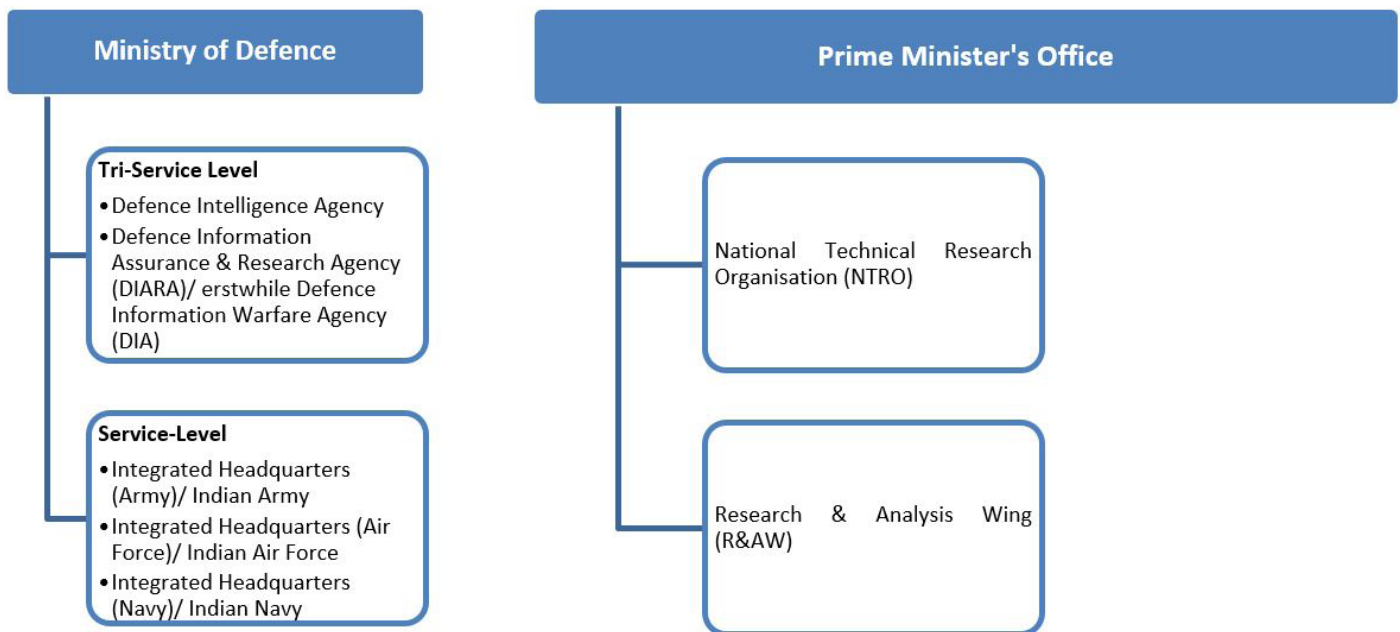 Ministry of Defence
Tri-Service Level
•Defence Intelligence Agency
•Defence Information
Assurance & Research Agency
(DIARA)/ erstwhile Defence
Information Warfare Agency
(DIA)
Service-Level
•Integrated Headquarters
(Army)/ Indian Army
•Integrated Headquarters (Air
Force)/ Indian Air Force
•Integrated Headquarters
(Navy)/ Indian Navy
Prime Minister's Office
National Technical Research
Organisation (NTRO)
Research & Analysis Wing
(R&AW)